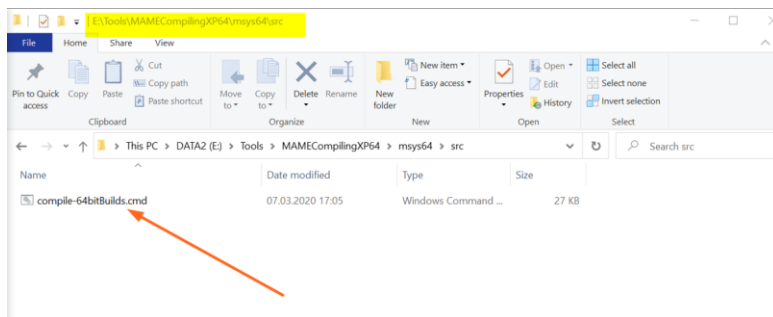 E:\Tools\MAMECompilingXP64\msys64\src
File Home Share View
Pin to Quick access
Copy
Paste
Cut
Copy path
Paste shortcut
Clipboard
Move to
Copy to
Delete
Rename
Organize
New folder
New item
Easy access
New
Properties
Open
Edit
History
Open
Select all
Select none
Invert selection
Select
This PC > DATA2 (E:) > Tools > MAMECompilingXP64 > msys64 > src
Search src
Name Date modified Type Size
compile-64bitBuilds.cmd 07.03.2020 17:05 Windows Command ... 27 KB